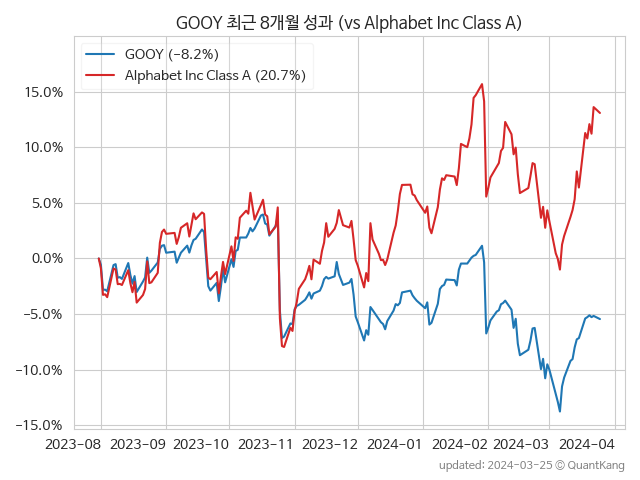 GOOY 최근 8개월 성과 (vs Alphabet Inc Class A)
GOOY (−8.2%)
Alphabet Inc Class A (20.7%)
15.0%
10.0%
5.0%
0.0%
−5.0%
−10.0%
−15.0%
2023−08 2023−09 2023−10 2023−11 2023−12 2024−01 2024−02 2024−03 2024−04
updated: 2024−03−25 © QuantKang